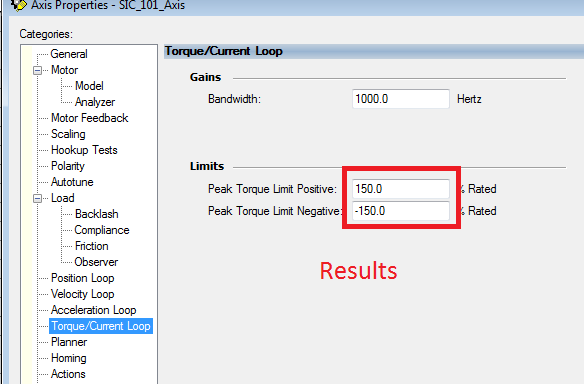 Axis Properties - SIC_101_Axis
Categories:
General
Motor
Model
Analyzer
Motor Feedback
Scaling
Hookup Tests
Polarity
Autotune
Load
Backlash
Compliance
Friction
Observer
Position Loop
Velocity Loop
Acceleration Loop
Torque/Current Loop
Planner
Homing
Actions
Torque/Current Loop
Gains
Bandwidth: 1000.0 Hertz
Limits
Peak Torque Limit Positive: 150.0 % Rated
Peak Torque Limit Negative: -150.0 % Rated
Results